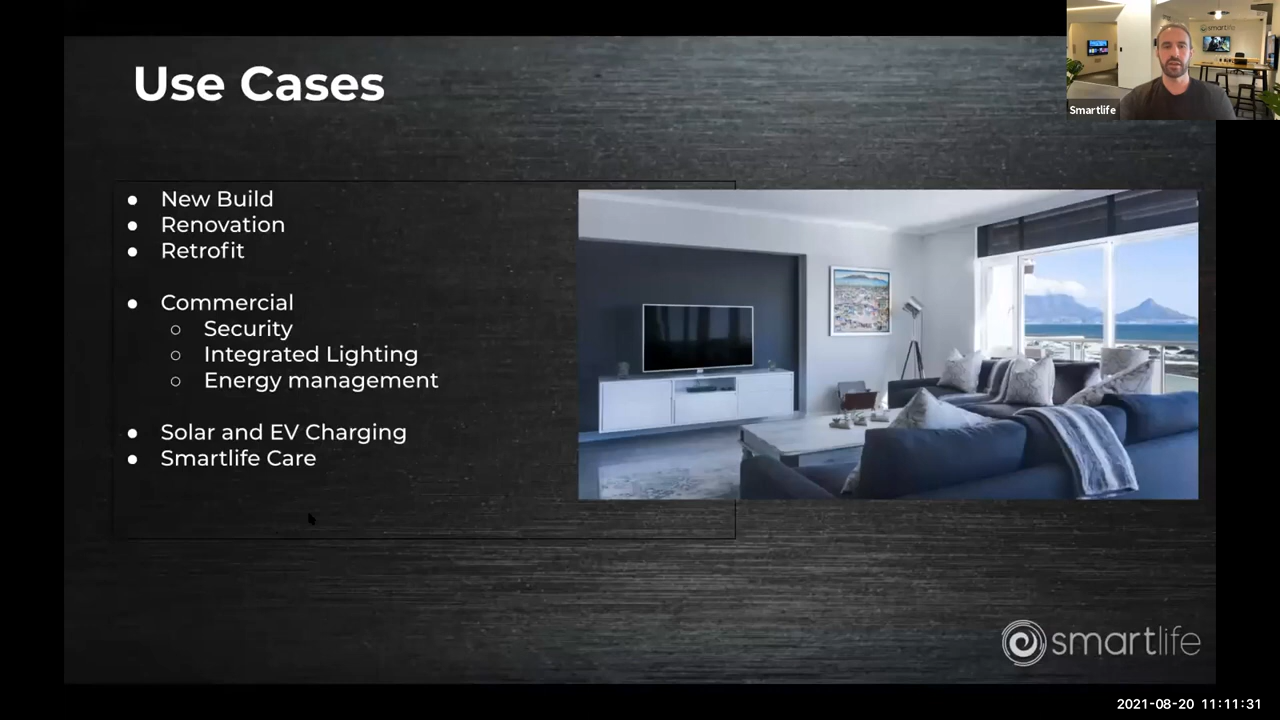 Use Cases
smartlife
Smartlife
● New Build
● Renovation
● Retrofit
● Commercial
○ Security
○ Integrated Lighting
○ Energy management
● Solar and EV Charging
● Smartlife Care
smartlife
2021-08-20 11:11:31